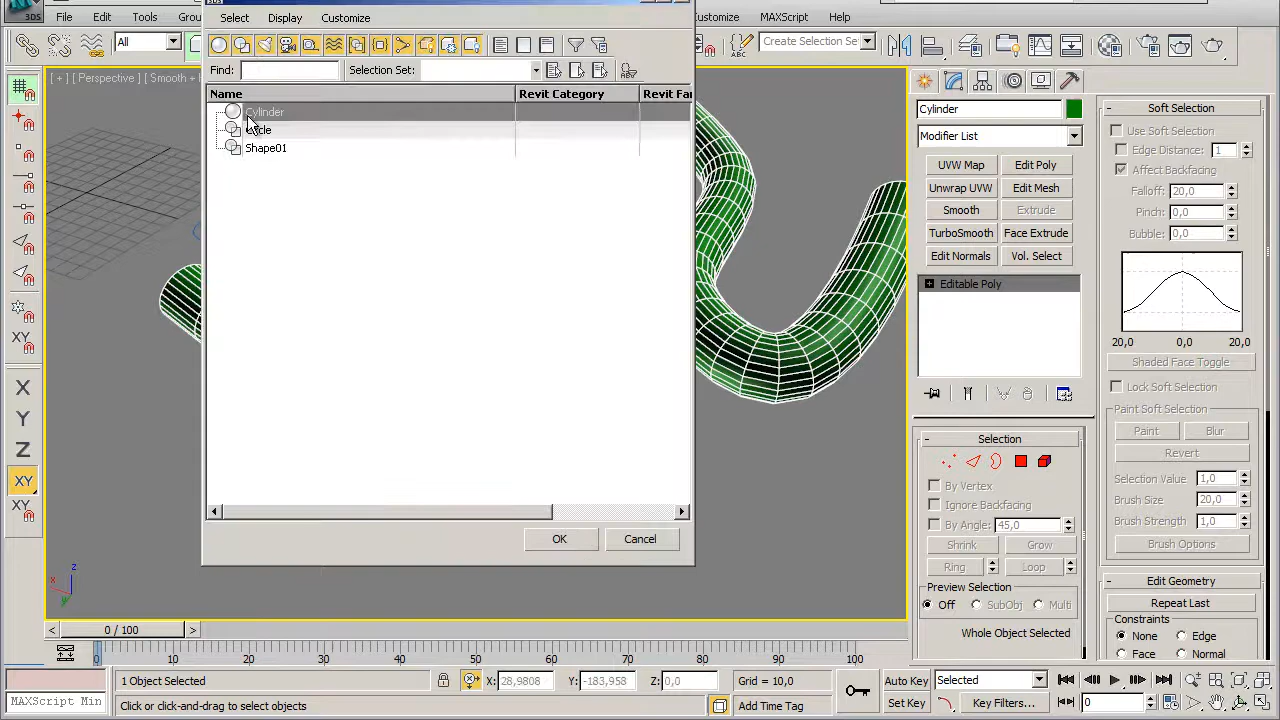 3DS
File Edit Tools
Select Display Customize
Customize MAXScript Help
All
Create Selection Se
Find: Selection Set:
[ + ] [ Perspective ] [ Smooth +
Name Revit Category Revit Far
Cylinder
Shape01
OK Cancel
Cylinder
Modifier List
UVW Map Edit Poly
Unwrap UVW Edit Mesh
Smooth Extrude
TurboSmooth Face Extrude
Edit Normals Vol. Select
Editable Poly
Selection
By Vertex
Ignore Backfacing
By Angle: 45,0
Shrink Grow
Ring Loop
Preview Selection
Off SubObj Multi
Whole Object Selected
Soft Selection
Use Soft Selection
Edge Distance: 1
Affect Backfacing
Falloff: 20,0
Pinch: 0,0
Bubble: 0,0
20,0 0,0 20,0
Shaded Face Toggle
Lock Soft Selection
Paint Soft Selection
Paint Blur
Revert
Selection Value 1,0
Brush Size 20,0
Brush Strength 1,0
Brush Options
Edit Geometry
Repeat Last
Constraints
None Edge
Face Normal
X
Y
Z
XY
XY
z
x
y
< 0 / 100 >
0 10 20 30 40 50 60 70 80 90 100
1 Object Selected X: 28,9808 Y: -183,958 Z: 0,0 Grid = 10,0 Auto Key Selected
MAXScript Min Click or click-and-drag to select objects Add Time Tag Set Key Key Filters... 0